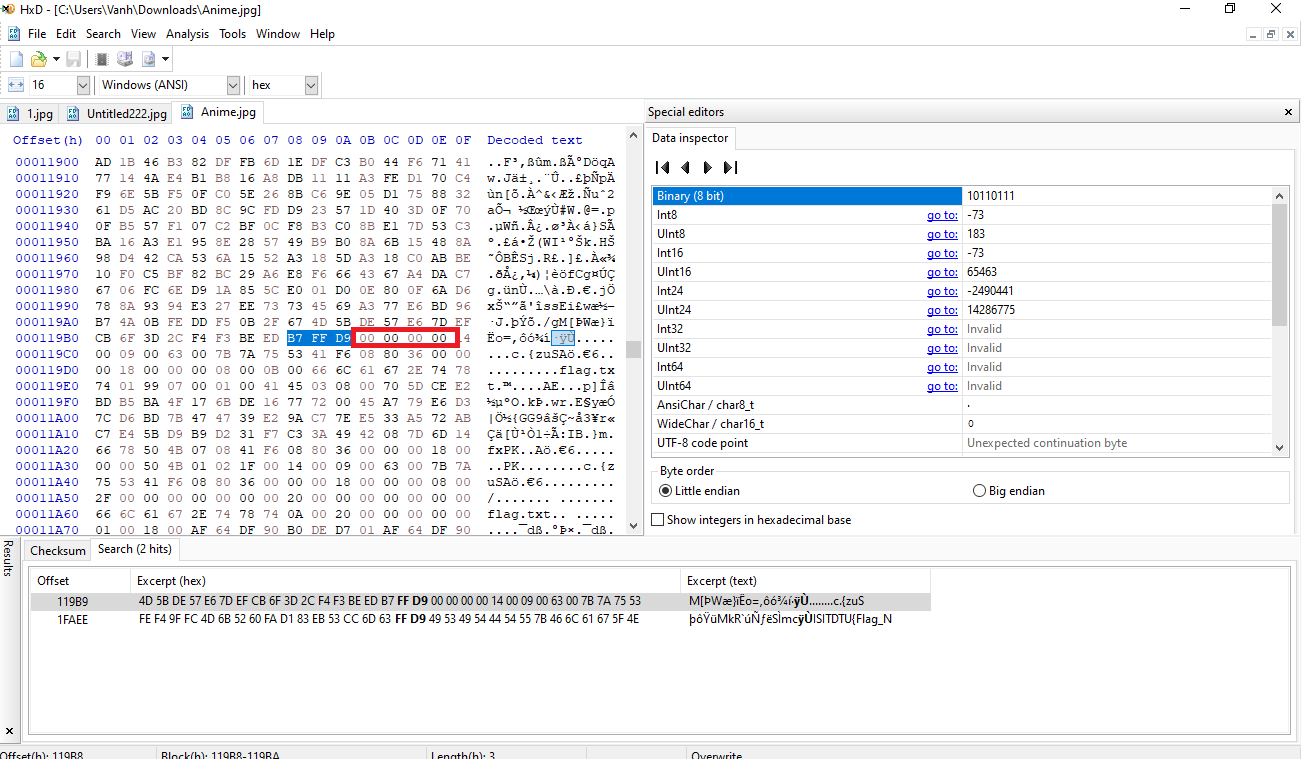 HxD - [C:\Users\Vanh\Downloads\Anime.jpg]
File Edit Search View Analysis Tools Window Help
16 Windows (ANSI) hex
1.jpg Untitled222.jpg Anime.jpg
Special editors
Data inspector
Offset(h) 00 01 02 03 04 05 06 07 08 09 0A 0B 0C 0D 0E 0F Decoded text
00011900 AD 1B 46 B3 82 DF FB 6D 1E DF C3 B0 44 F6 71 41 ..F³‚ßûm.ßÃ°DöqA
00011910 77 14 4A E4 B1 B8 16 A8 DB 11 11 A3 FE D1 70 C4 w.Jä±¸.¨Û..£þÑpÄ
00011920 F9 6E 5B F5 0F C0 5E 26 8B C6 9E 05 D1 75 88 32 ùn[õ.À^&‹Æž.Ñuˆ2
00011930 61 D5 AC 20 BD 8C 9C FD D9 23 57 1D 40 3D 0F 70 aÕ¬ ½ŒœýÙ#W.@=.p
00011940 0F B5 57 F1 07 C2 BF 0C F8 B3 C0 8B E1 7D 53 C3 .µWñ.Â¿.ø³À‹á}SÃ
00011950 BA 16 A3 E1 95 8E 28 57 49 B9 B0 8A 6B 15 48 8A º.£á•Ž(WI¹°Šk.HŠ
00011960 98 D4 42 CA 53 6A 15 52 A3 18 5D A3 18 C0 AB BE ˜ÔBÊSj.R£.]£.À«¾
00011970 10 F0 C5 BF 82 BC 29 A6 E8 F6 66 43 67 A4 DA C7 .ðÅ¿‚¼)¦èöfCg¤ÚÇ
00011980 67 06 FC 6E D9 1A 85 5C E0 01 D0 0E 80 0F 6A D6 g.ünÙ.…\à.Ð.€.jÖ
00011990 78 8A 93 94 E3 27 EE 73 73 45 69 A3 77 E6 BD 96 xŠ“”ã'îssEi£wæ½–
000119A0 B7 4A 0B FE DD F5 0B 2F 67 4D 5B DE 57 E6 7D EF ·J.þÝõ./gM[ÞWæ}ï
000119B0 CB 6F 3D 2C F4 F3 BE ED B7 FF D9 00 00 00 00 14 Ëo=,ôó¾í·ÿÙ.....
000119C0 00 09 00 63 00 7B 7A 75 53 41 F6 08 80 36 00 00 ...c.{zuSAö.€6..
000119D0 00 18 00 00 00 08 00 0B 00 66 6C 61 67 2E 74 78 .........flag.tx
000119E0 74 01 99 07 00 01 00 41 45 03 08 00 70 5D CE E2 t.™....AE...p]Îâ
000119F0 BD B5 BA 4F 17 6B DE 16 77 72 00 45 A7 79 E6 D3 ½µºO.kÞ.wr.E§yæÓ
00011A00 7C D6 BD 7B 47 47 39 E2 9A C7 7E E5 33 A5 72 AB |Ö½{GG9âšÇ~å3¥r«
00011A10 C7 E4 5B D9 B9 D2 31 F7 C3 3A 49 42 08 7D 6D 14 Çä[Ù¹Ò1÷Ã:IB.}m.
00011A20 66 78 50 4B 07 08 41 F6 08 80 36 00 00 00 18 00 fxPK..Aö.€6.....
00011A30 00 00 50 4B 01 02 1F 00 14 00 09 00 63 00 7B 7A ..PK........c.{z
00011A40 75 53 41 F6 08 80 36 00 00 00 18 00 00 00 08 00 uSAö.€6.........
00011A50 2F 00 00 00 00 00 00 00 20 00 00 00 00 00 00 00 /....... .......
00011A60 66 6C 61 67 2E 74 78 74 0A 00 20 00 00 00 00 00 flag.txt.. .....
00011A70 01 00 18 00 AF 64 DF 90 B0 DE D7 01 AF 64 DF 90 ....¯dß.°Þ×.¯dß.
Binary (8 bit) 10110111
Int8 go to: -73
UInt8 go to: 183
Int16 go to: -73
UInt16 go to: 65463
Int24 go to: -2490441
UInt24 go to: 14286775
Int32 go to: Invalid
UInt32 go to: Invalid
Int64 go to: Invalid
UInt64 go to: Invalid
AnsiChar / char8_t ·
WideChar / char16_t
UTF-8 code point Unexpected continuation byte
Byte order
Little endian Big endian
Show integers in hexadecimal base
Results
Checksum Search (2 hits)
Offset Excerpt (hex) Excerpt (text)
119B9 4D 5B DE 57 E6 7D EF CB 6F 3D 2C F4 F3 BE ED B7 FF D9 00 00 00 00 14 00 09 00 63 00 7B 7A 75 53 M[ÞWæ}ïËo=,ôó¾í·ÿÙ........c.{zuS
1FAEE FE F4 9F FC 4D 6B 52 60 FA D1 83 EB 53 CC 6D 63 FF D9 49 53 49 54 44 54 55 7B 46 6C 61 67 5F 4E þôŸüMkR`úÑƒëSÌmcÿÙISITDTU{Flag_N
Offset(h): 119B8 Block(h): 119B8-119BA Length(h): 3 Overwrite